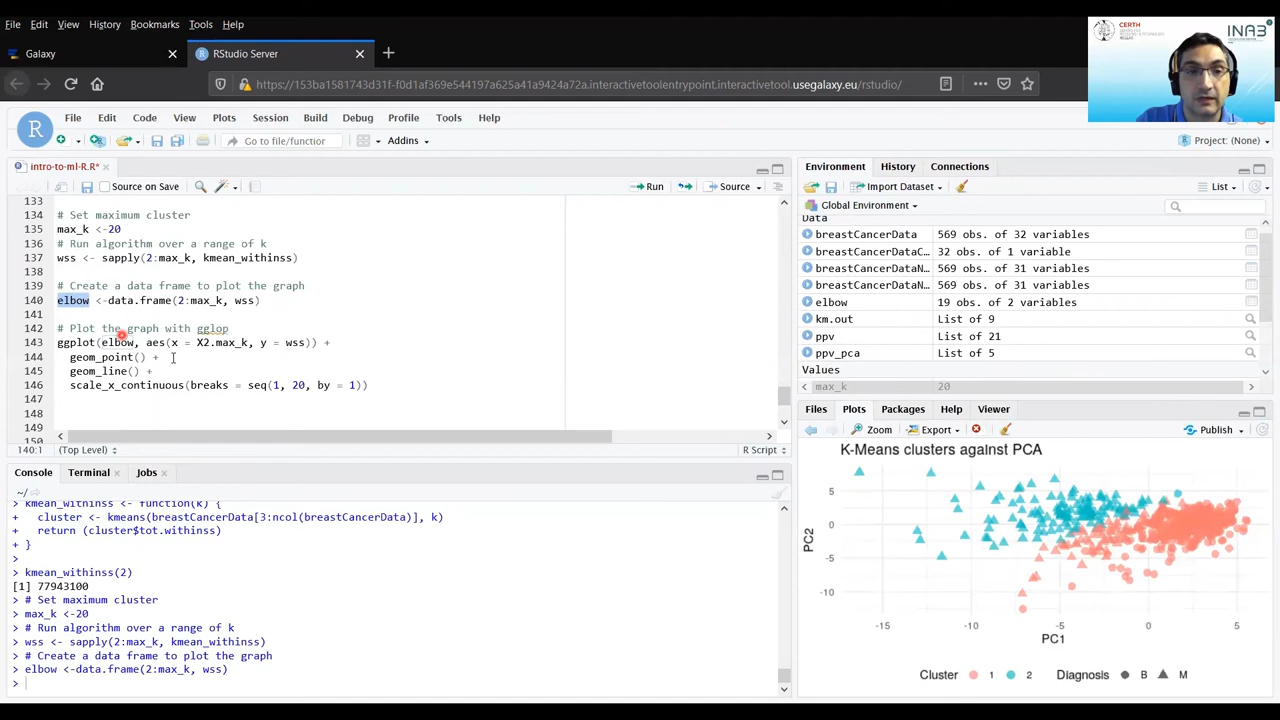 File Edit View History Bookmarks Tools Help
Galaxy
RStudio Server
https://153ba1581743d31f-f0d1af369e544197a625a41a9424a72a.interactivetoolentrypoint.interactivetool.usegalaxy.eu/rstudio/
CERTH
INAB
R File Edit Code View Plots Session Build Debug Profile Tools Help
Go to file/function Addins
Project: (None)
intro-to-ml-R.R*
Source on Save Run Source
133
134 # Set maximum cluster
135 max_k <-20
136 # Run algorithm over a range of k
137 wss <- sapply(2:max_k, kmean_withinss)
138
139 # Create a data frame to plot the graph
140 elbow <-data.frame(2:max_k, wss)
141
142 # Plot the graph with gglop
143 ggplot(elbow, aes(x = X2.max_k, y = wss)) +
144 geom_point() +
145 geom_line() +
146 scale_x_continuous(breaks = seq(1, 20, by = 1))
147
148
149
150
140:1 (Top Level) R Script
Console Terminal Jobs
~/
> kmean_withinss <- function(k) {
+ cluster <- kmeans(breastCancerData[3:ncol(breastCancerData)], k)
+ return (cluster$tot.withinss)
+ }
>
> kmean_withinss(2)
[1] 77943100
> # Set maximum cluster
> max_k <-20
> # Run algorithm over a range of k
> wss <- sapply(2:max_k, kmean_withinss)
> # Create a data frame to plot the graph
> elbow <-data.frame(2:max_k, wss)
>
Environment History Connections
Import Dataset List
Global Environment
Data
breastCancerData 569 obs. of 32 variables
breastCancerDataC… 32 obs. of 1 variable
breastCancerDataN… 569 obs. of 31 variables
breastCancerDataN… 569 obs. of 31 variables
elbow 19 obs. of 2 variables
km.out List of 9
ppv List of 21
ppv_pca List of 5
Values
max_k 20
Files Plots Packages Help Viewer
Zoom Export Publish
K-Means clusters against PCA
5
0
-5
-10
PC2
-15 -10 -5 0 5
PC1
Cluster 1 2 Diagnosis B M